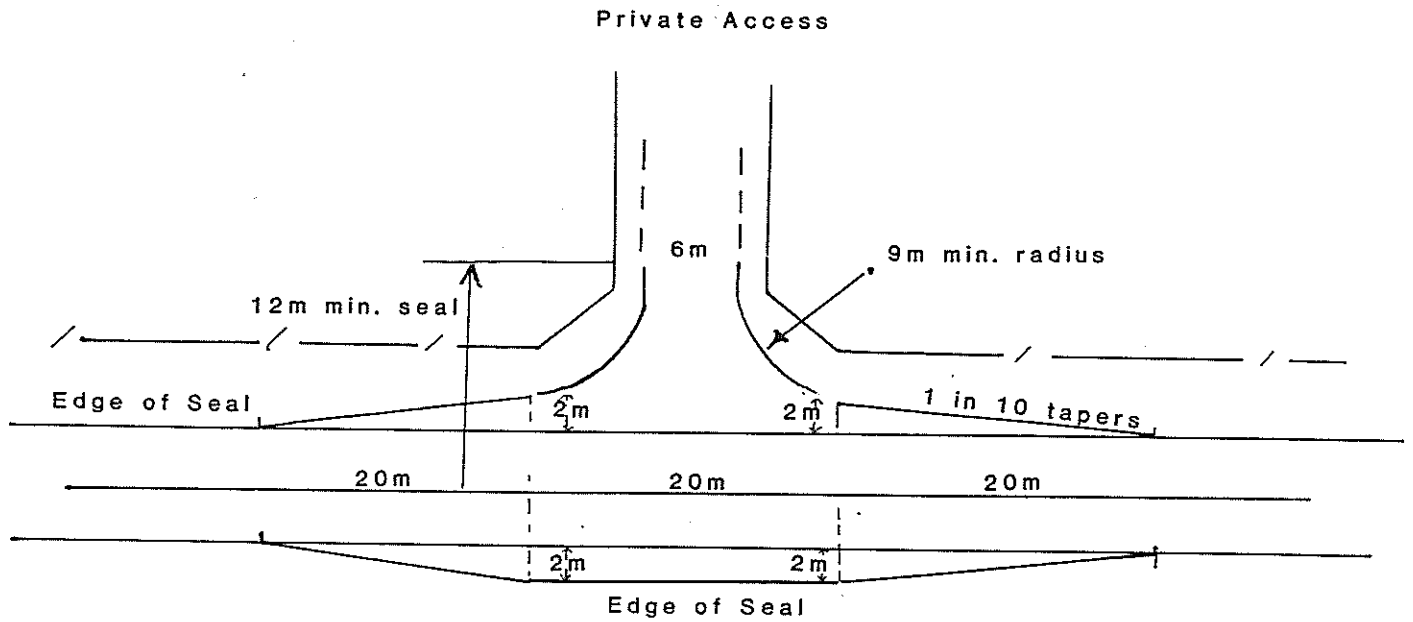 Private Access
6m
9m min. radius
12m min. seal
Edge of Seal
2m
2m
1 in 10 tapers
20m
20m
20m
2m
2m
Edge of Seal